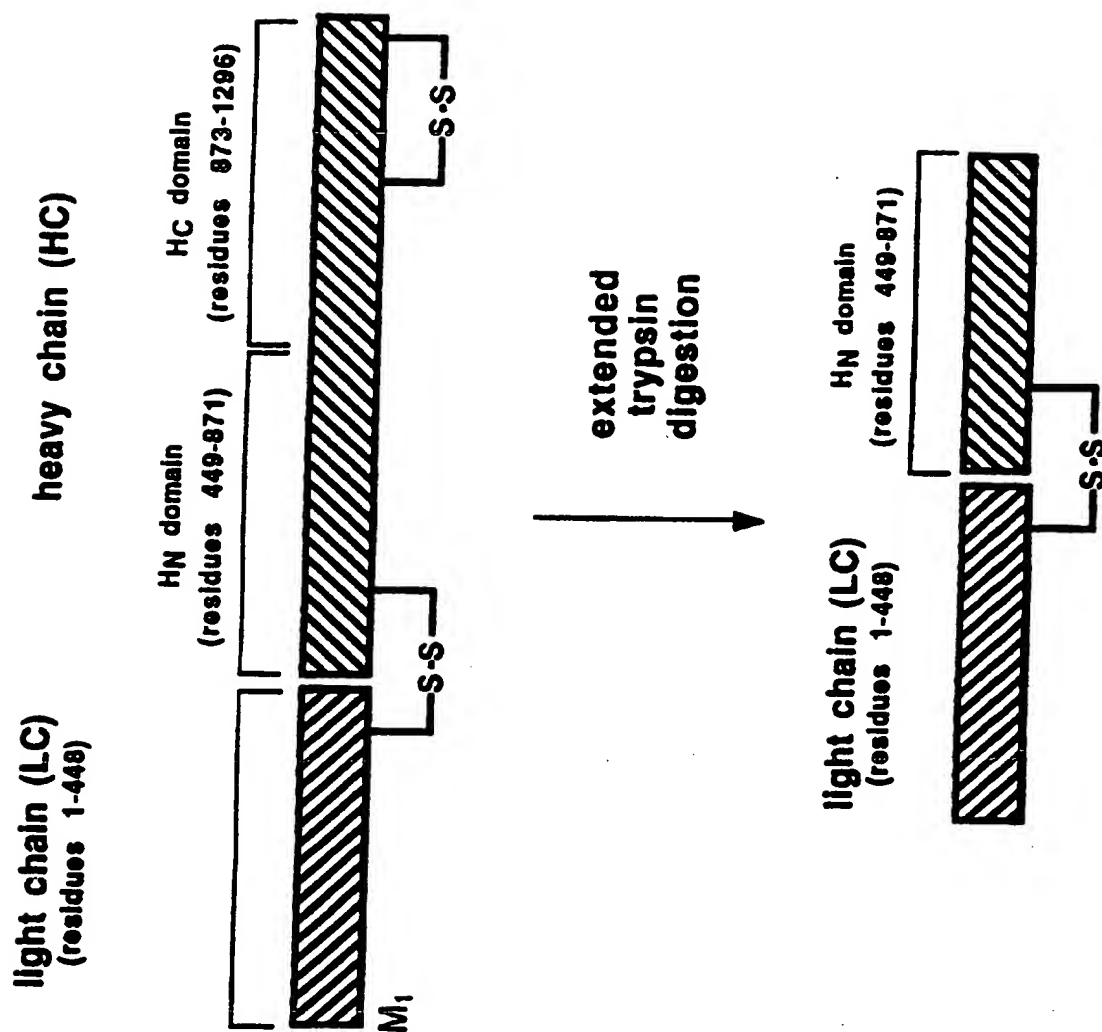 light chain (LC)
(residues 1-448)
heavy chain (HC)
HN domain
(residues 449-871)
HC domain
(residues 873-1296)
M1
S-S
S-S
extended
trypsin
digestion
light chain (LC)
(residues 1-448)
HN domain
(residues 449-871)
S-S